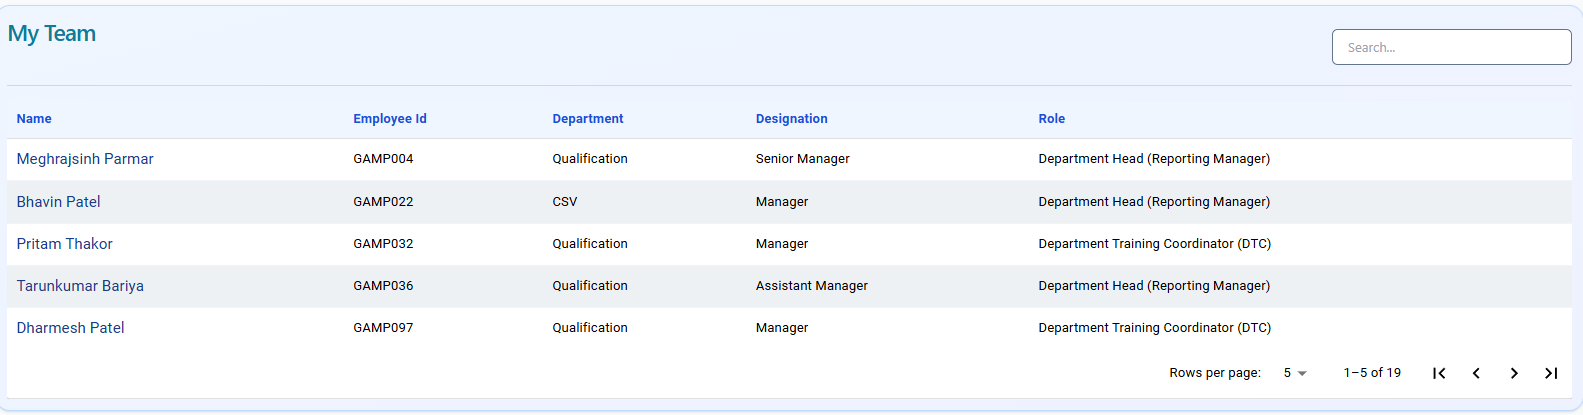 My Team
Search...
Name Employee Id Department Designation Role
Meghrajsinh Parmar GAMP004 Qualification Senior Manager Department Head (Reporting Manager)
Bhavin Patel GAMP022 CSV Manager Department Head (Reporting Manager)
Pritam Thakor GAMP032 Qualification Manager Department Training Coordinator (DTC)
Tarunkumar Bariya GAMP036 Qualification Assistant Manager Department Head (Reporting Manager)
Dharmesh Patel GAMP097 Qualification Manager Department Training Coordinator (DTC)
Rows per page: 5 1–5 of 19